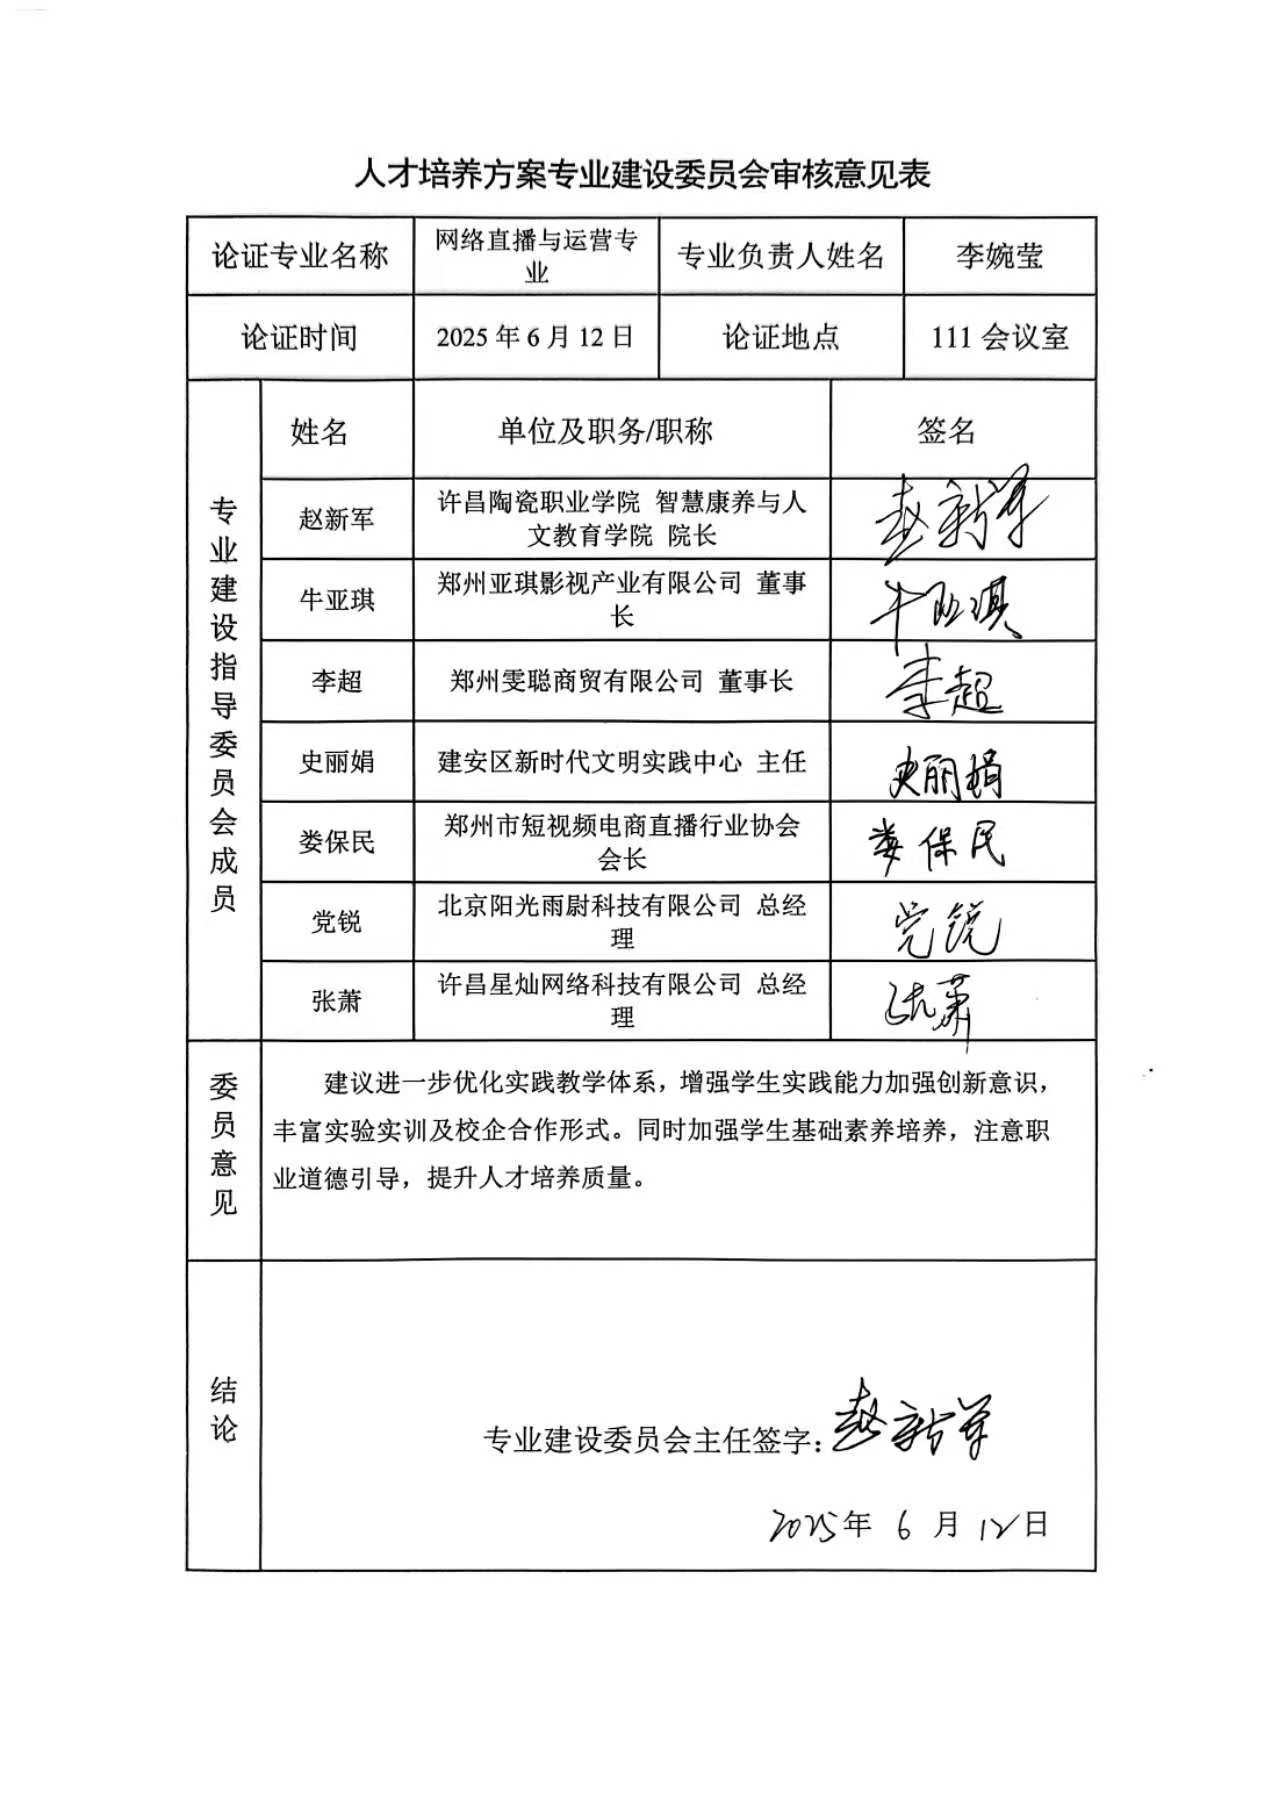 人才培养方案专业建设委员会审核意见表
论证专业名称 网络直播与运营专业 专业负责人姓名 李婉莹
论证时间 2025年6月12日 论证地点 111会议室
专业建设指导委员会成员
姓名 单位及职务/职称 签名
赵新军 许昌陶瓷职业学院 智慧康养与人文教育学院 院长 赵新军
牛亚琪 郑州亚琪影视产业有限公司 董事长 牛亚琪
李超 郑州雯聪商贸有限公司 董事长 李超
史丽娟 建安区新时代文明实践中心 主任 史丽娟
娄保民 郑州市短视频电商直播行业协会 会长 娄保民
党锐 北京阳光雨尉科技有限公司 总经理 党锐
张萧 许昌星灿网络科技有限公司 总经理 张萧
委员意见
建议进一步优化实践教学体系，增强学生实践能力加强创新意识，
丰富实验实训及校企合作形式。同时加强学生基础素养培养，注意职
业道德引导，提升人才培养质量。
结论
专业建设委员会主任签字：赵新军
2025年 6 月 12日